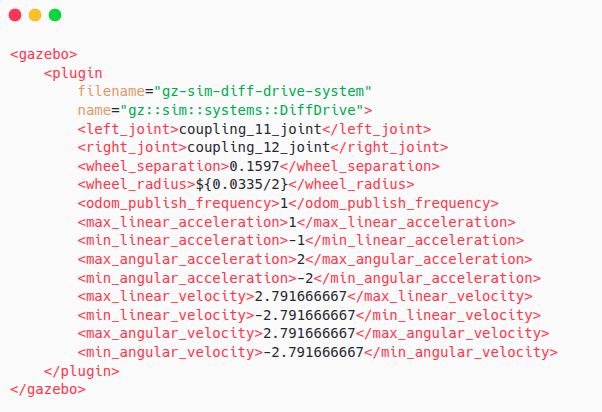 <gazebo>
    <plugin
        filename="gz-sim-diff-drive-system"
        name="gz::sim::systems::DiffDrive">
        <left_joint>coupling_11_joint</left_joint>
        <right_joint>coupling_12_joint</right_joint>
        <wheel_separation>0.1597</wheel_separation>
        <wheel_radius>${0.0335/2}</wheel_radius>
        <odom_publish_frequency>1</odom_publish_frequency>
        <max_linear_acceleration>1</max_linear_acceleration>
        <min_linear_acceleration>-1</min_linear_acceleration>
        <max_angular_acceleration>2</max_angular_acceleration>
        <min_angular_acceleration>-2</min_angular_acceleration>
        <max_linear_velocity>2.791666667</max_linear_velocity>
        <min_linear_velocity>-2.791666667</min_linear_velocity>
        <max_angular_velocity>2.791666667</max_angular_velocity>
        <min_angular_velocity>-2.791666667</min_angular_velocity>
    </plugin>
</gazebo>